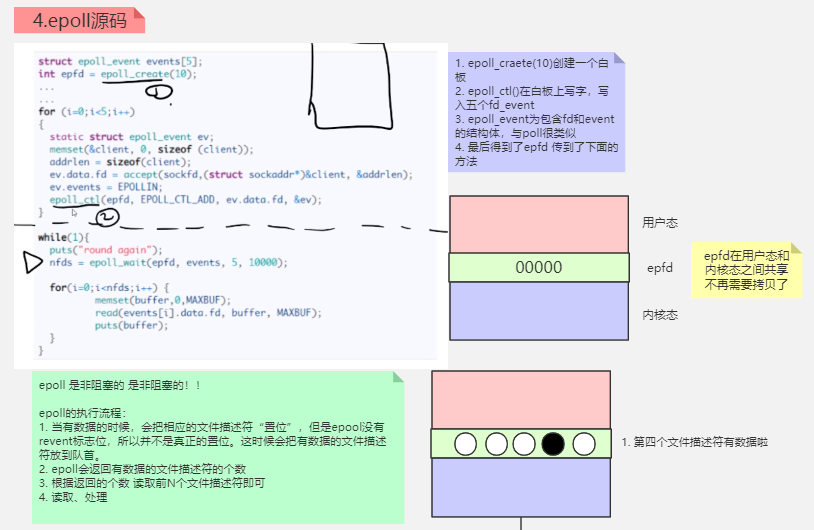 4.epoll源码
struct epoll_event events[5];
int epfd = epoll_create(10);
...
...
for (i=0;i<5;i++)
{
static struct epoll_event ev;
memset(&client, 0, sizeof (client));
addrlen = sizeof(client);
ev.data.fd = accept(sockfd,(struct sockaddr*)&client, &addrlen);
ev.events = EPOLLIN;
epoll_ctl(epfd, EPOLL_CTL_ADD, ev.data.fd, &ev);
}
①
②
while(1){
puts("round again");
nfds = epoll_wait(epfd, events, 5, 10000);
for(i=0;i<nfds;i++) {
memset(buffer,0,MAXBUF);
read(events[i].data.fd, buffer, MAXBUF);
puts(buffer);
}
}
1. epoll_craete(10)创建一个白
板
2. epoll_ctl()在白板上写字，写
入五个fd_event
3. epoll_event为包含fd和event
的结构体，与poll很类似
4. 最后得到了epfd 传到了下面的
方法
用户态
00000
epfd
内核态
epfd在用户态和
内核态之间共享
不再需要拷贝了
epoll 是非阻塞的 是非阻塞的！！
epoll的执行流程：
1. 当有数据的时候，会把相应的文件描述符“置位”，但是epool没有
revent标志位，所以并不是真正的置位。这时候会把有数据的文件描述
符放到队首。
2. epoll会返回有数据的文件描述符的个数
3. 根据返回的个数 读取前N个文件描述符即可
4. 读取、处理
1. 第四个文件描述符有数据啦